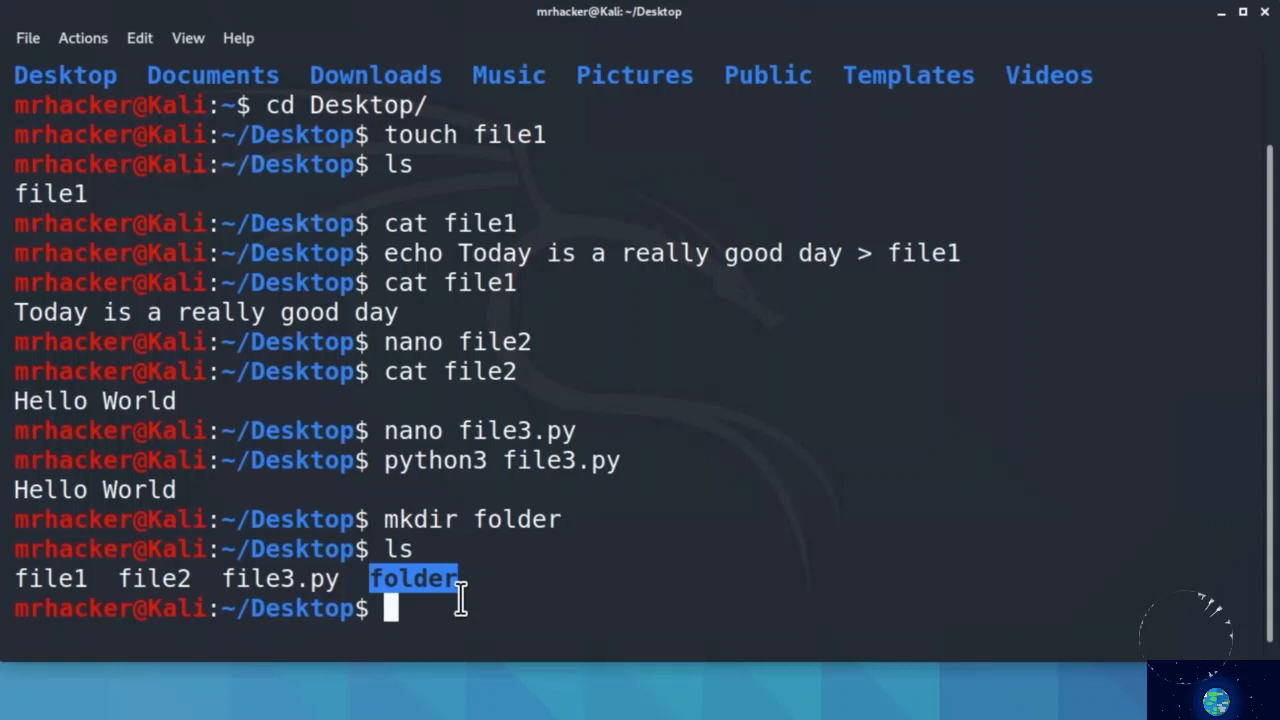 mrhacker@Kali: ~/Desktop
File Actions Edit View Help
Desktop Documents Downloads Music Pictures Public Templates Videos
mrhacker@Kali:~$ cd Desktop/
mrhacker@Kali:~/Desktop$ touch file1
mrhacker@Kali:~/Desktop$ ls
file1
mrhacker@Kali:~/Desktop$ cat file1
mrhacker@Kali:~/Desktop$ echo Today is a really good day > file1
mrhacker@Kali:~/Desktop$ cat file1
Today is a really good day
mrhacker@Kali:~/Desktop$ nano file2
mrhacker@Kali:~/Desktop$ cat file2
Hello World
mrhacker@Kali:~/Desktop$ nano file3.py
mrhacker@Kali:~/Desktop$ python3 file3.py
Hello World
mrhacker@Kali:~/Desktop$ mkdir folder
mrhacker@Kali:~/Desktop$ ls
file1 file2 file3.py folder
mrhacker@Kali:~/Desktop$